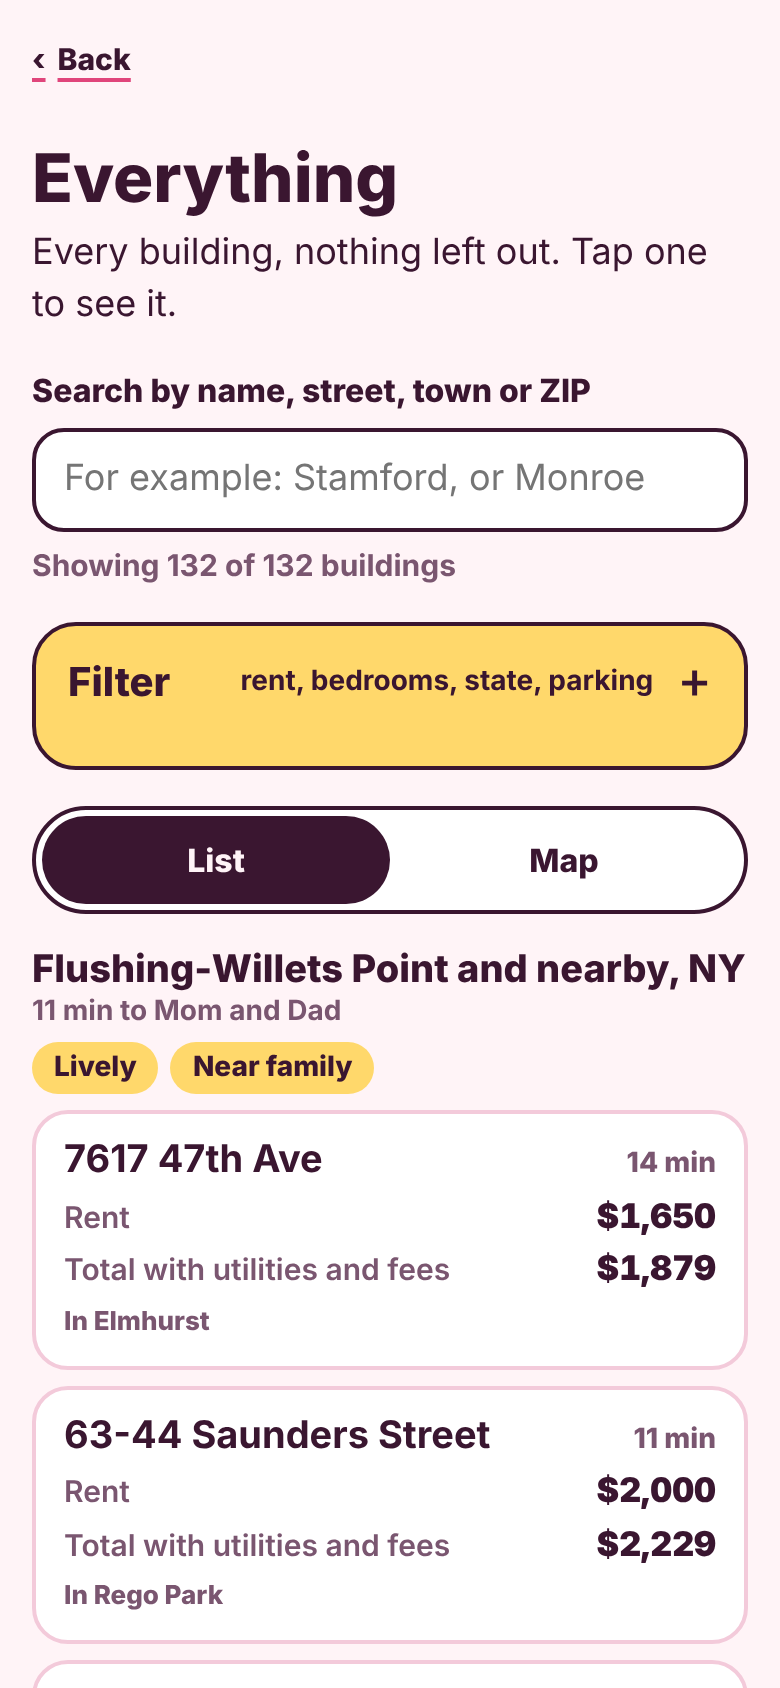 ‹ Back
Everything
Every building, nothing left out. Tap one
to see it.
Search by name, street, town or ZIP
For example: Stamford, or Monroe
Showing 132 of 132 buildings
Filter rent, bedrooms, state, parking +
List Map
Flushing-Willets Point and nearby, NY
11 min to Mom and Dad
Lively Near family
7617 47th Ave 14 min
Rent $1,650
Total with utilities and fees $1,879
In Elmhurst
63-44 Saunders Street 11 min
Rent $2,000
Total with utilities and fees $2,229
In Rego Park